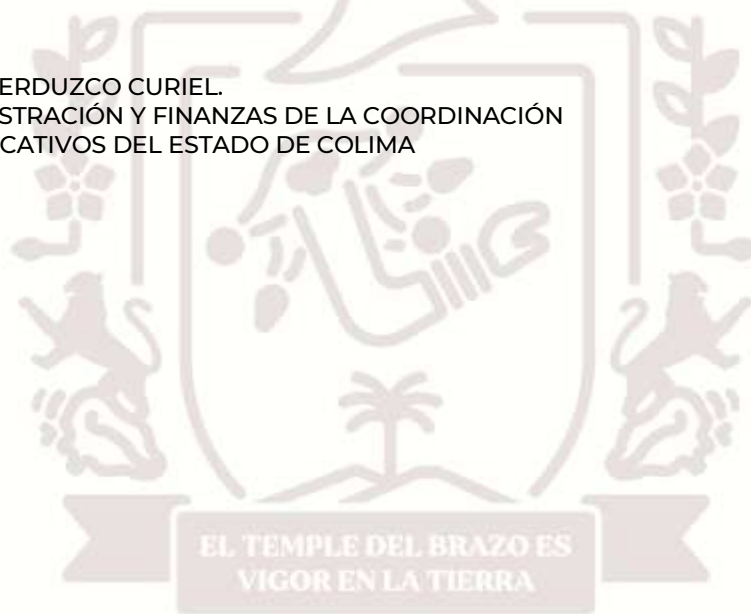 ERDUZCO CURIEL.
STRACIÓN Y FINANZAS DE LA COORDINACIÓN
CATIVOS DEL ESTADO DE COLIMA
EL TEMPLE DEL BRAZO ES
VIGOR EN LA TIERRA